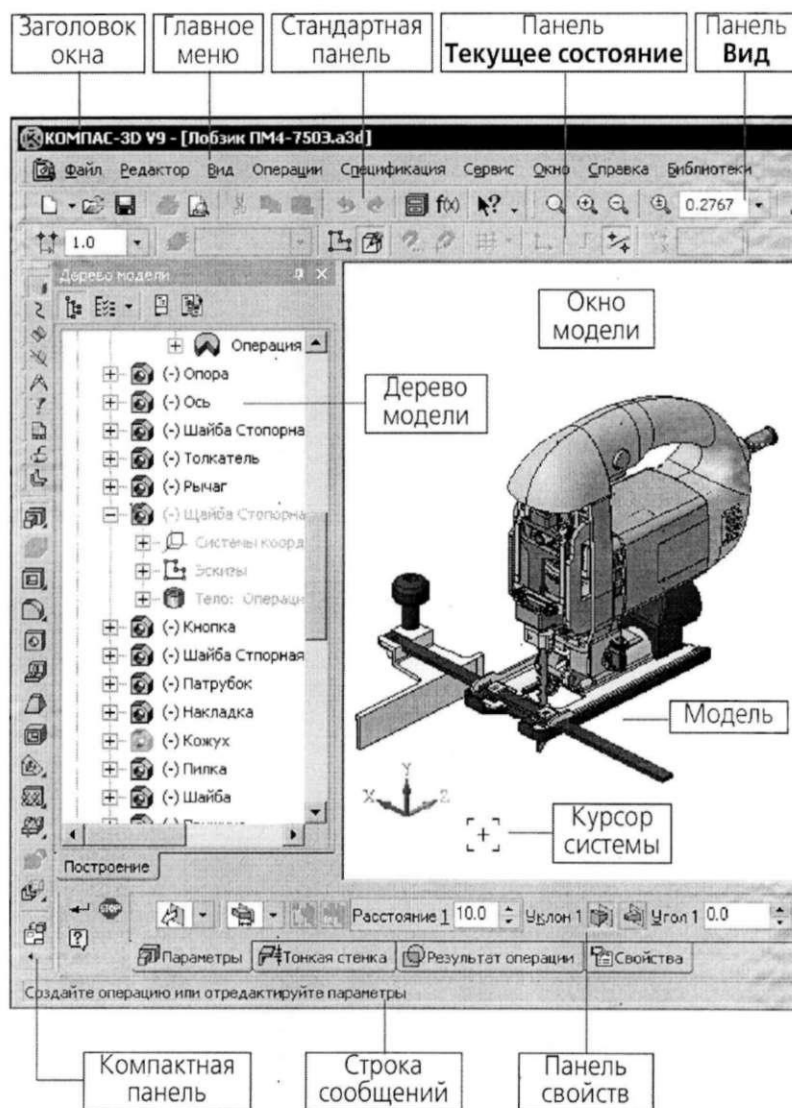 Заголовок
окна
Главное
меню
Стандартная
панель
Панель
Текущее состояние
Панель
Вид
КОМПАС-3D V9 - [Лобзик ПМ4-750Э.a3d]
Файл Редактор Вид Операции Спецификация Сервис Окно Справка Библиотеки
f(x) 0.2767
1.0
Дерево модели
Операция
(-) Опора
(-) Ось
(-) Шайба Стопорна
(-) Толкатель
(-) Рычаг
(-) Щайба Стопорна
Системы коорд
Эскизы
Тело: Операци
(-) Кнопка
(-) Шайба Стпорная
(-) Патрубок
(-) Накладка
(-) Кожух
(-) Пилка
(-) Шайба
Окно
модели
Дерево
модели
Модель
Y
X Z
Курсор
системы
Построение
STOP Расстояние 1 10.0 Уклон 1 Угол 1 0.0
Параметры Тонкая стенка Результат операции Свойства
Создайте операцию или отредактируйте параметры
Компактная
панель
Строка
сообщений
Панель
свойств